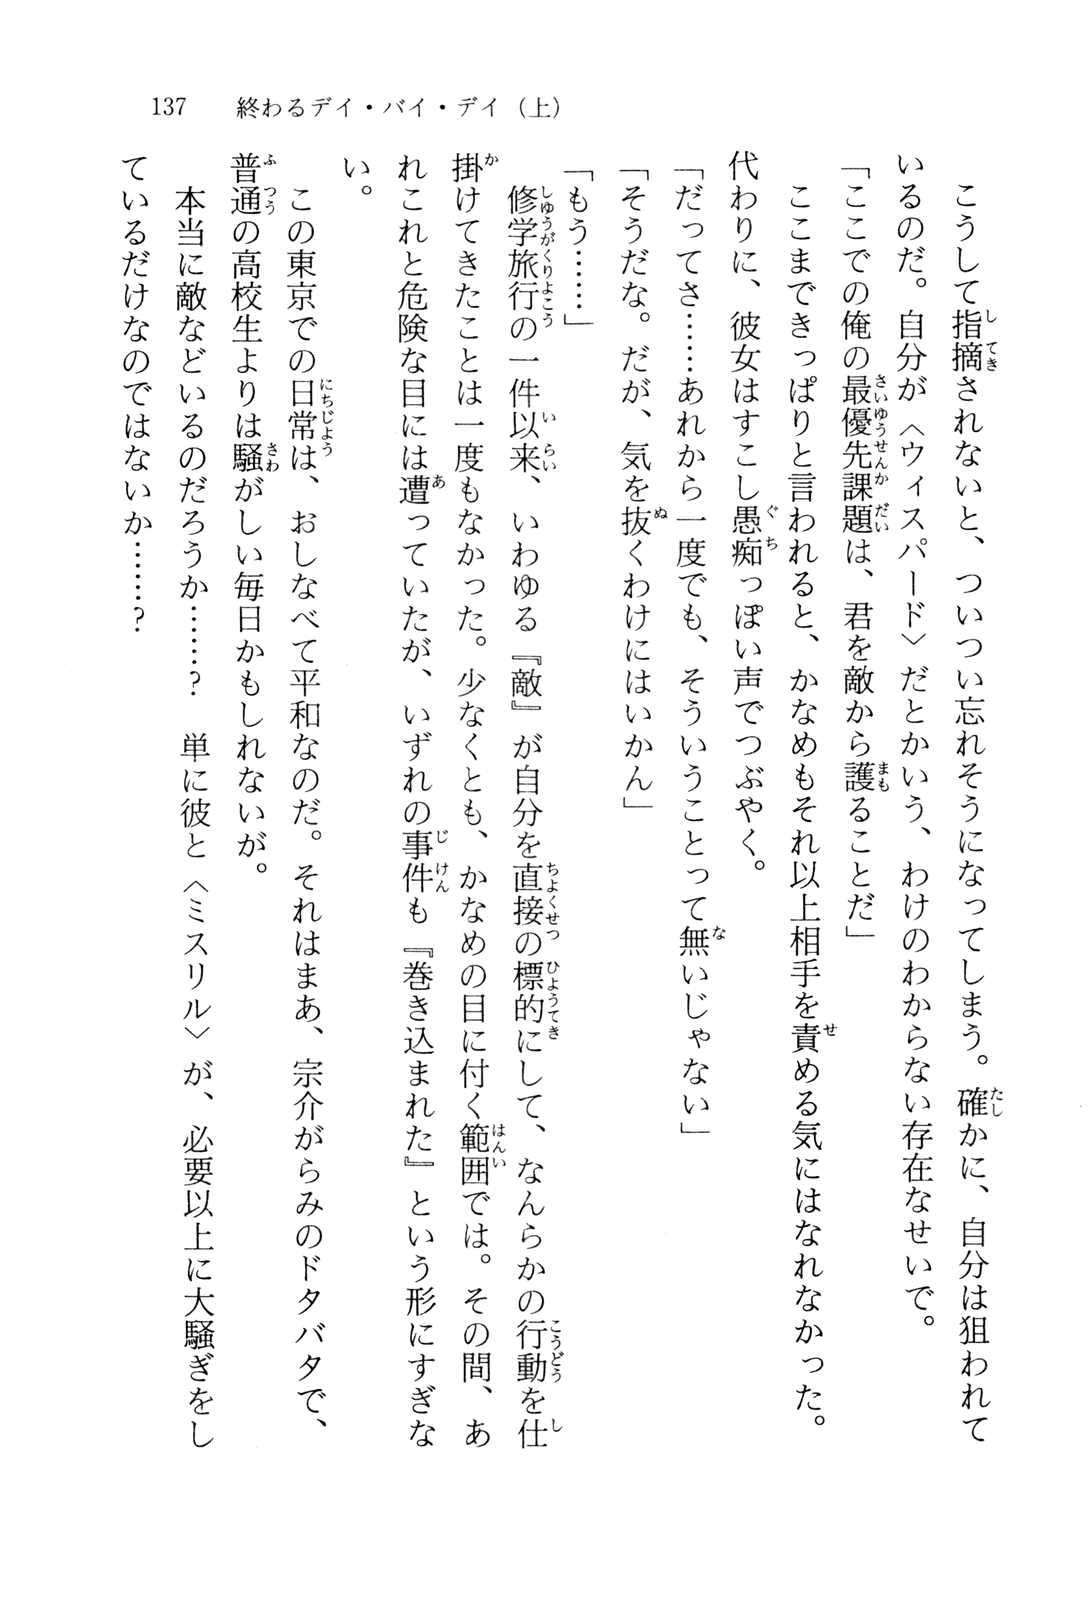 137　終わるデイ・バイ・デイ（上）
　こうして指摘されないと、ついつい忘れそうになってしまう。確かに、自分は狙われて
いるのだ。自分が〈ウィスパード〉だとかいう、わけのわからない存在なせいで。
「ここでの俺の最優先課題は、君を敵から護ることだ」
　ここまできっぱりと言われると、かなめもそれ以上相手を責める気にはなれなかった。
代わりに、彼女はすこし愚痴っぽい声でつぶやく。
「だってさ……あれから一度でも、そういうことって無いじゃない」
「そうだな。だが、気を抜くわけにはいかん」
「もう……」
　修学旅行の一件以来、いわゆる『敵』が自分を直接の標的にして、なんらかの行動を仕
掛けてきたことは一度もなかった。少なくとも、かなめの目に付く範囲では。その間、あ
れこれと危険な目には遭っていたが、いずれの事件も『巻き込まれた』という形にすぎな
い。
　この東京での日常は、おしなべて平和なのだ。それはまあ、宗介がらみのドタバタで、
普通の高校生よりは騒がしい毎日かもしれないが。
　本当に敵などいるのだろうか……？　単に彼と〈ミスリル〉が、必要以上に大騒ぎをし
ているだけなのではないか……？